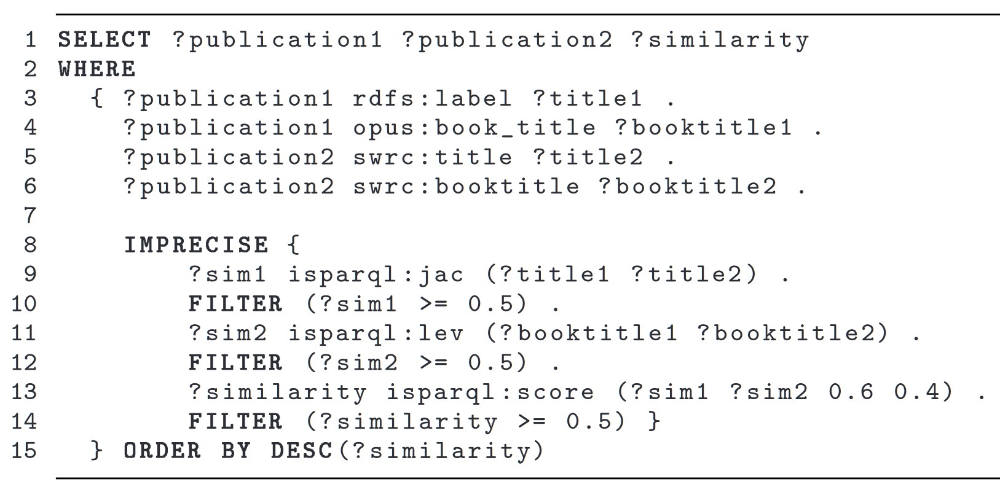 1 SELECT ?publication1 ?publication2 ?similarity
2 WHERE
3 { ?publication1 rdfs:label ?title1 .
4 ?publication1 opus:book_title ?booktitle1 .
5 ?publication2 swrc:title ?title2 .
6 ?publication2 swrc:booktitle ?booktitle2 .
7
8 IMPRECISE {
9 ?sim1 isparql:jac (?title1 ?title2) .
10 FILTER (?sim1 >= 0.5) .
11 ?sim2 isparql:lev (?booktitle1 ?booktitle2) .
12 FILTER (?sim2 >= 0.5) .
13 ?similarity isparql:score (?sim1 ?sim2 0.6 0.4) .
14 FILTER (?similarity >= 0.5) }
15 } ORDER BY DESC(?similarity)